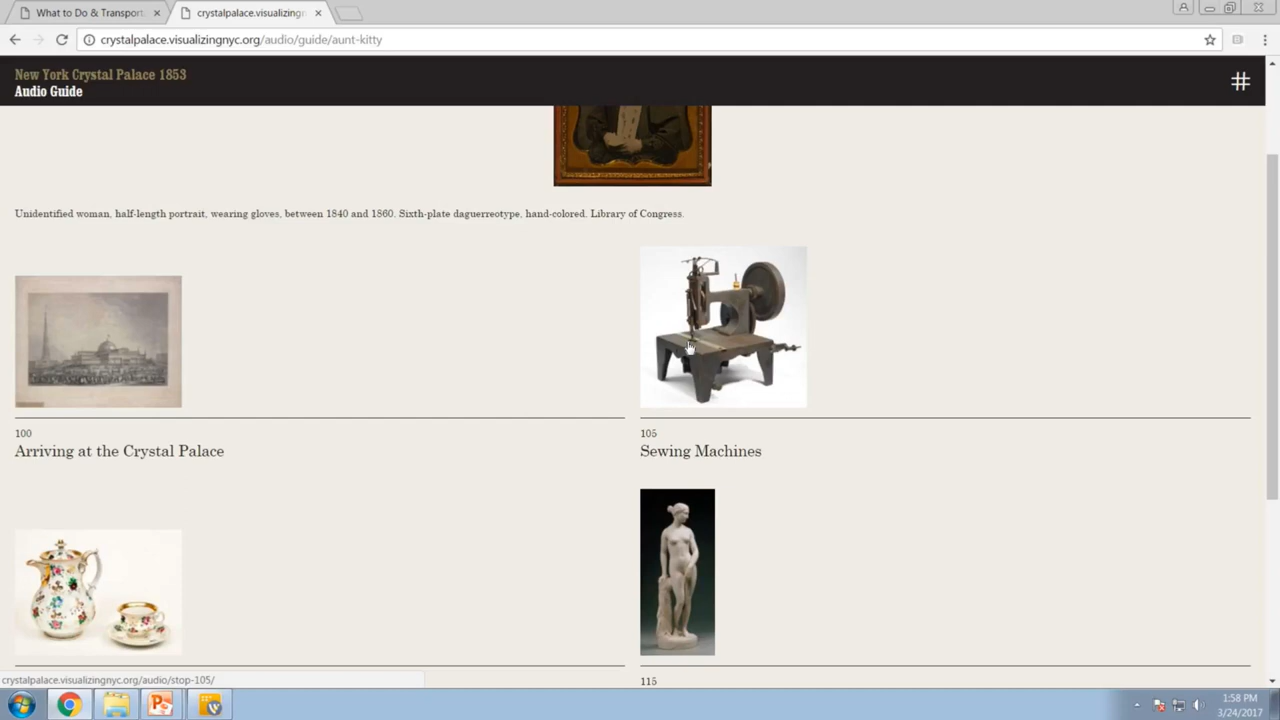 What to Do & Transport
crystalpalace.visualizingn
crystalpalace.visualizingnyc.org/audio/guide/aunt-kitty
New York Crystal Palace 1853
Audio Guide
#
Unidentified woman, half-length portrait, wearing gloves, between 1840 and 1860. Sixth-plate daguerreotype, hand-colored. Library of Congress.
100
Arriving at the Crystal Palace
105
Sewing Machines
115
crystalpalace.visualizingnyc.org/audio/stop-105/
1:58 PM
3/24/2017